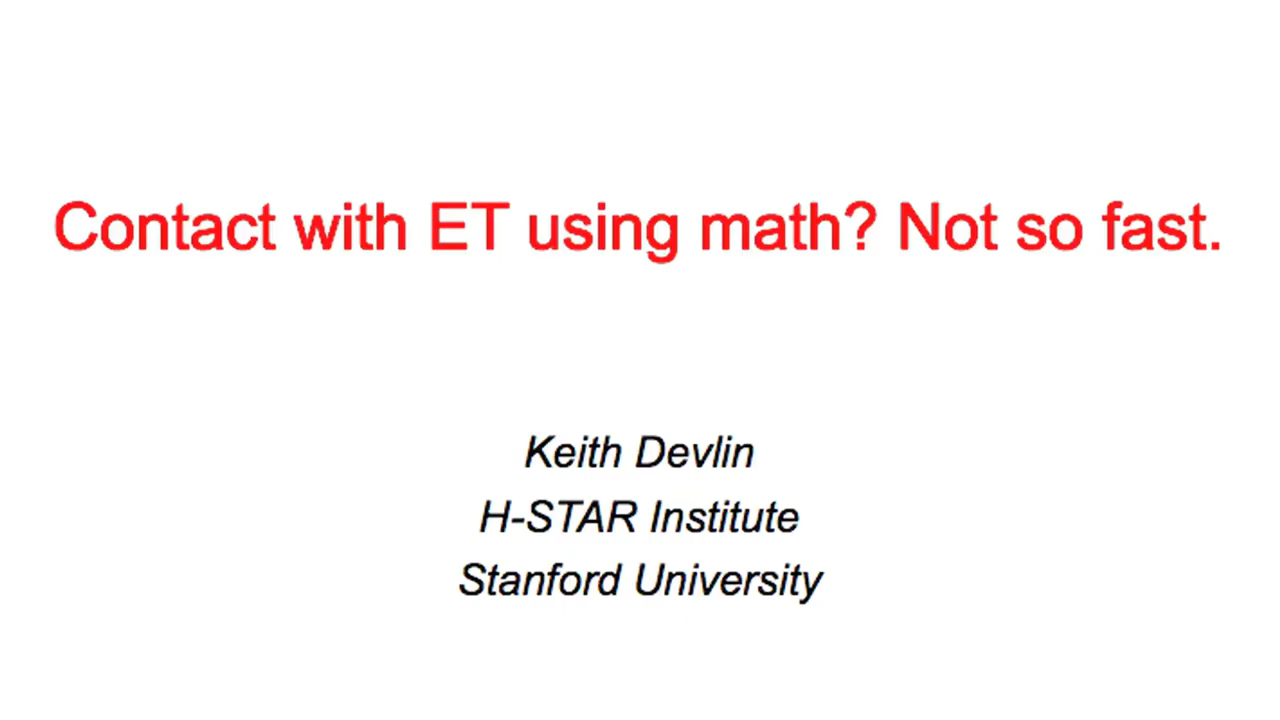 Contact with ET using math? Not so fast.
Keith Devlin
H-STAR Institute
Stanford University